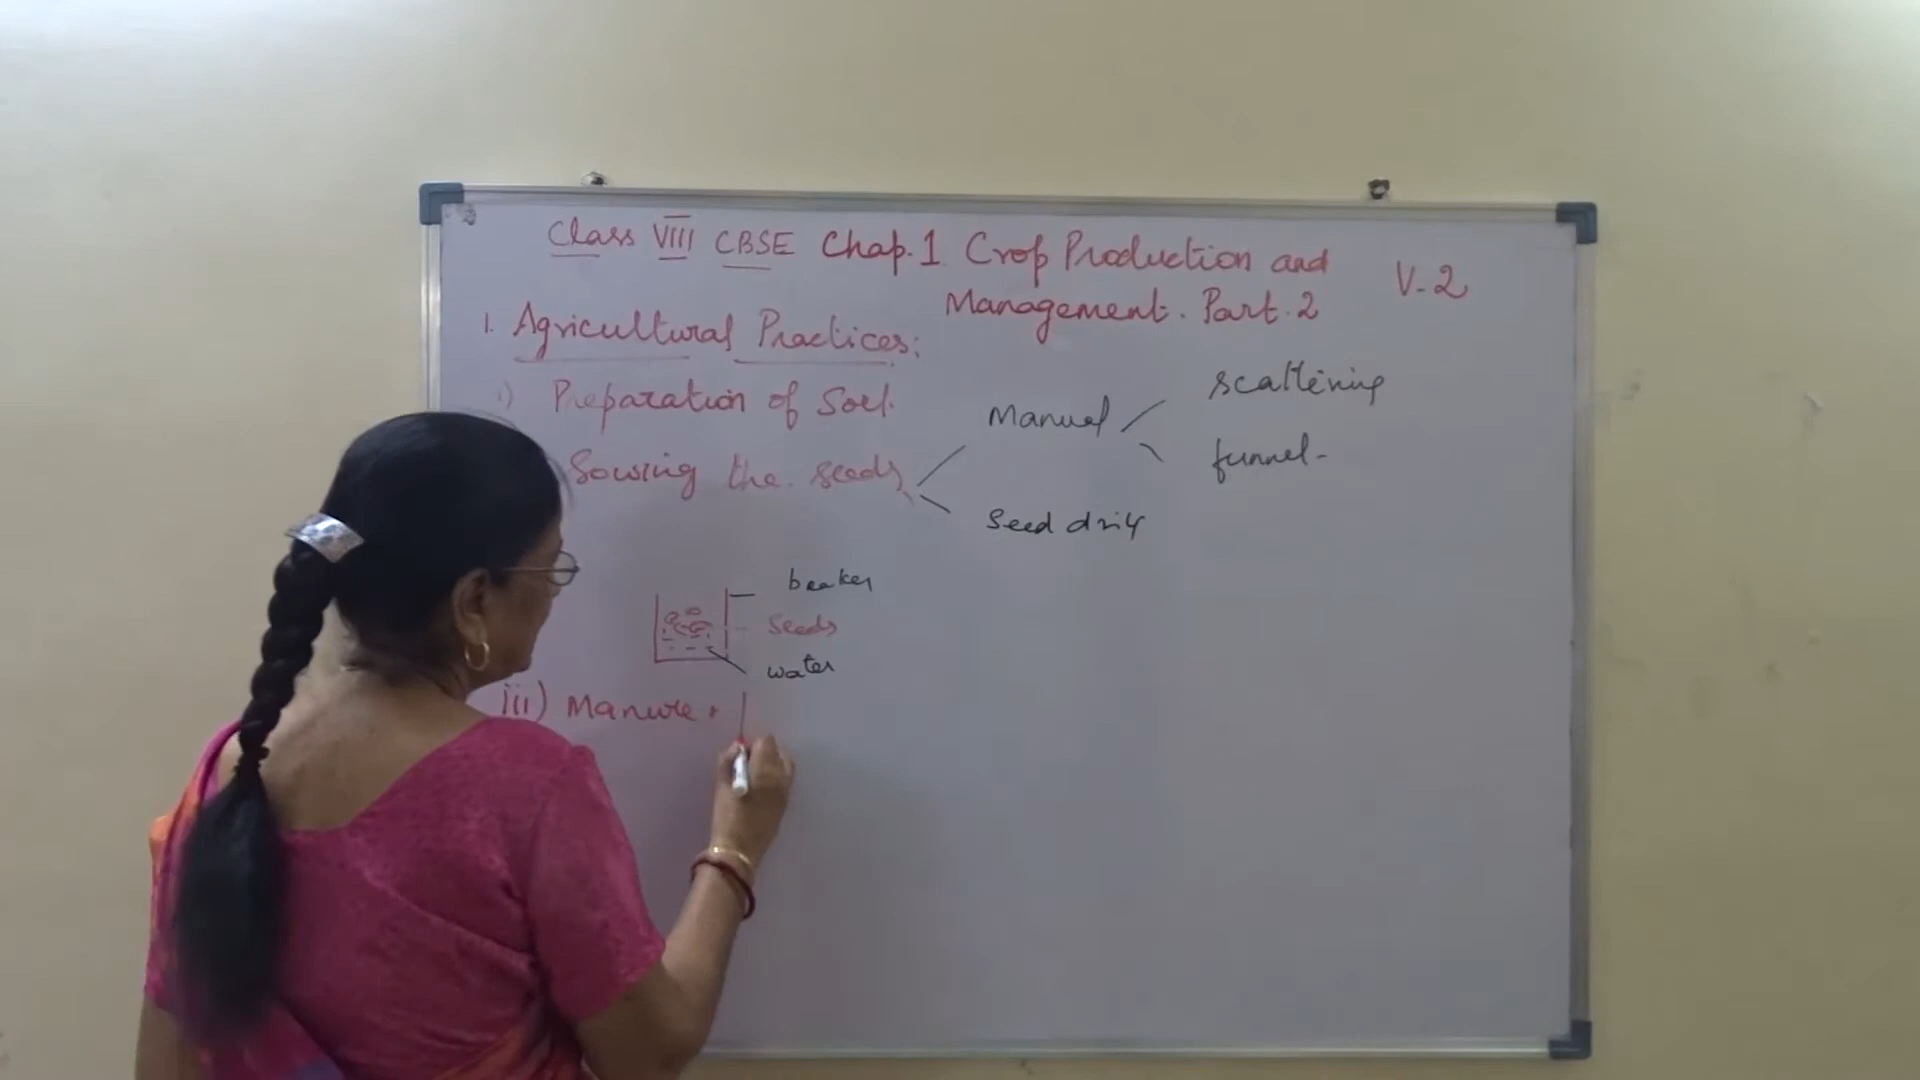 Class VIII CBSE Chap.1 Crop Production and
Management. Part.2
V-2
1. Agricultural Practices:
i) Preparation of Soil.
Manual
scattering
funnel-
Sowing the seeds
Seed drill
beaker
Seeds
water
iii) Manure +